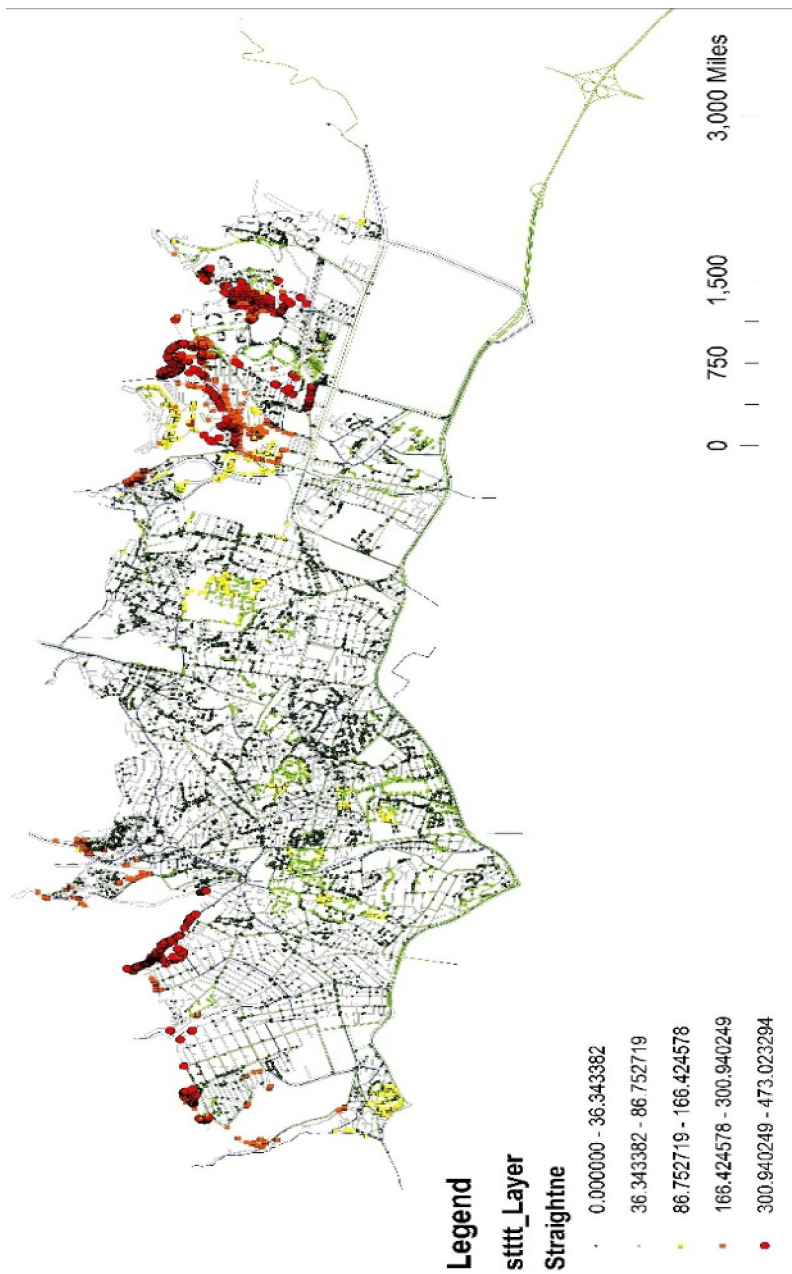 Legend
sttttt_Layer
Straightne
0.000000 - 36.343382
36.343382 - 86.752719
86.752719 - 166.424578
166.424578 - 300.940249
300.940249 - 473.023294
0 750 1,500 3,000 Miles